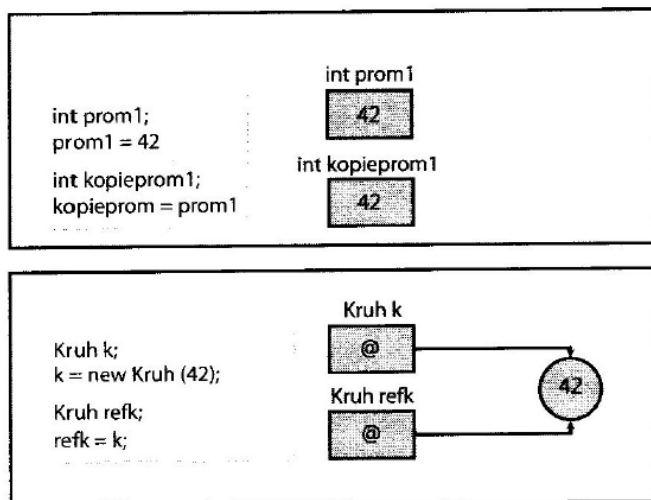 int prom1;
prom1 = 42
int kopieprom1;
kopieprom = prom1
int prom1
42
int kopieprom1
42
Kruh k;
k = new Kruh (42);
Kruh refk;
refk = k;
Kruh k
@
Kruh refk
@
42